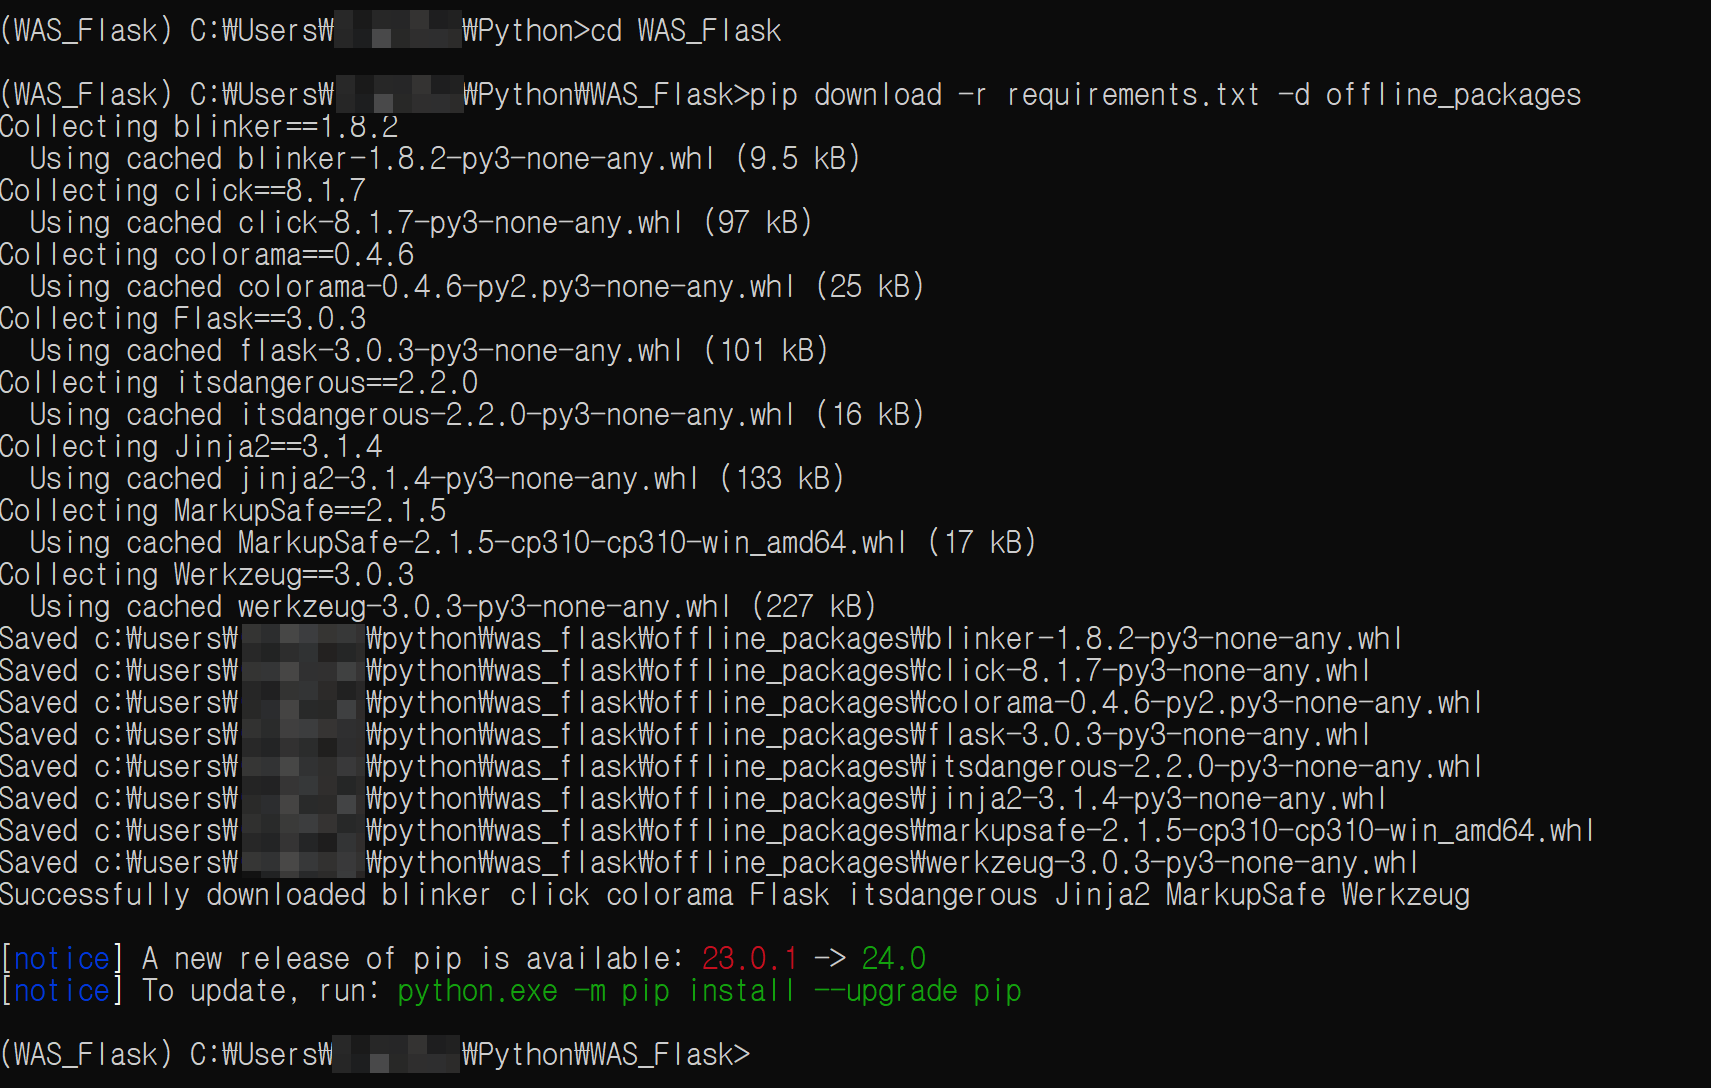 (WAS_Flask) C:₩Users₩ ₩Python>cd WAS_Flask
(WAS_Flask) C:₩Users₩ ₩Python₩WAS_Flask>pip download -r requirements.txt -d offline_packages
Collecting blinker==1.8.2
  Using cached blinker-1.8.2-py3-none-any.whl (9.5 kB)
Collecting click==8.1.7
  Using cached click-8.1.7-py3-none-any.whl (97 kB)
Collecting colorama==0.4.6
  Using cached colorama-0.4.6-py2.py3-none-any.whl (25 kB)
Collecting Flask==3.0.3
  Using cached flask-3.0.3-py3-none-any.whl (101 kB)
Collecting itsdangerous==2.2.0
  Using cached itsdangerous-2.2.0-py3-none-any.whl (16 kB)
Collecting Jinja2==3.1.4
  Using cached jinja2-3.1.4-py3-none-any.whl (133 kB)
Collecting MarkupSafe==2.1.5
  Using cached MarkupSafe-2.1.5-cp310-cp310-win_amd64.whl (17 kB)
Collecting Werkzeug==3.0.3
  Using cached werkzeug-3.0.3-py3-none-any.whl (227 kB)
Saved c:₩users₩ ₩python₩was_flask₩offline_packages₩blinker-1.8.2-py3-none-any.whl
Saved c:₩users₩ ₩python₩was_flask₩offline_packages₩click-8.1.7-py3-none-any.whl
Saved c:₩users₩ ₩python₩was_flask₩offline_packages₩colorama-0.4.6-py2.py3-none-any.whl
Saved c:₩users₩ ₩python₩was_flask₩offline_packages₩flask-3.0.3-py3-none-any.whl
Saved c:₩users₩ ₩python₩was_flask₩offline_packages₩itsdangerous-2.2.0-py3-none-any.whl
Saved c:₩users₩ ₩python₩was_flask₩offline_packages₩jinja2-3.1.4-py3-none-any.whl
Saved c:₩users₩ ₩python₩was_flask₩offline_packages₩markupsafe-2.1.5-cp310-cp310-win_amd64.whl
Saved c:₩users₩ ₩python₩was_flask₩offline_packages₩werkzeug-3.0.3-py3-none-any.whl
Successfully downloaded blinker click colorama Flask itsdangerous Jinja2 MarkupSafe Werkzeug
[notice] A new release of pip is available: 23.0.1 -> 24.0
[notice] To update, run: python.exe -m pip install --upgrade pip
(WAS_Flask) C:₩Users₩ ₩Python₩WAS_Flask>